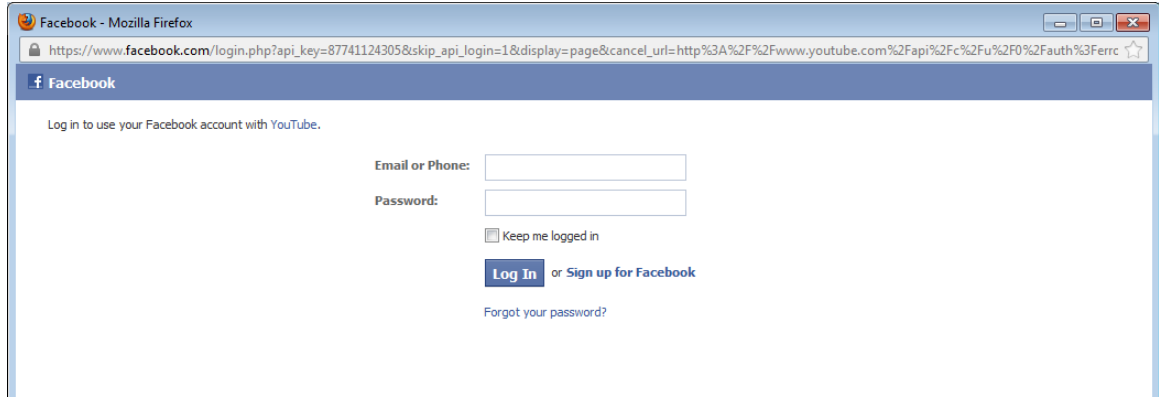 Facebook - Mozilla Firefox
https://www.facebook.com/login.php?api_key=87741124305&skip_api_login=1&display=page&cancel_url=http%3A%2F%2Fwww.youtube.com%2Fapi%2Fc%2Fu%2F0%2Fauth%3Ferrc
f Facebook
Log in to use your Facebook account with YouTube.
Email or Phone:
Password:
Keep me logged in
Log In or Sign up for Facebook
Forgot your password?